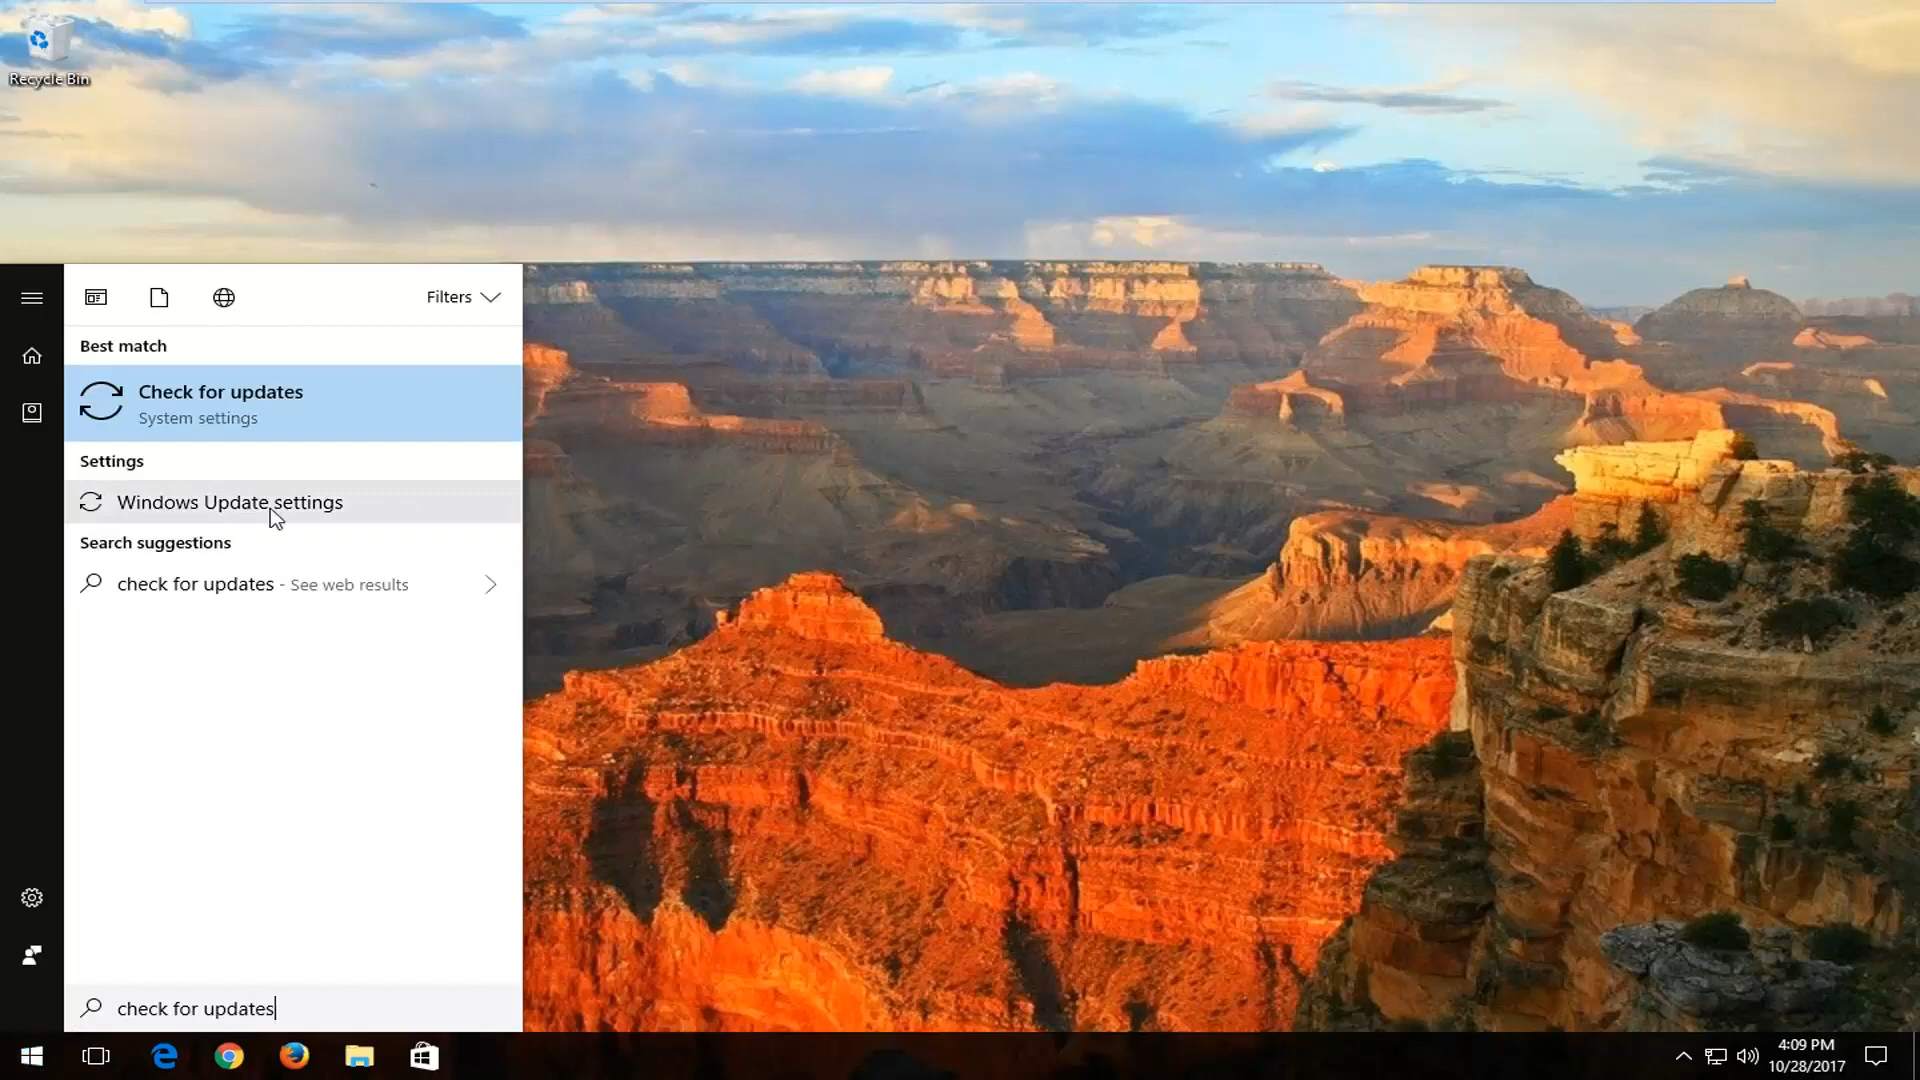 Recycle Bin
Filters
Best match
Check for updates
System settings
Settings
Windows Update settings
Search suggestions
check for updates - See web results
check for updates
4:09 PM
10/28/2017